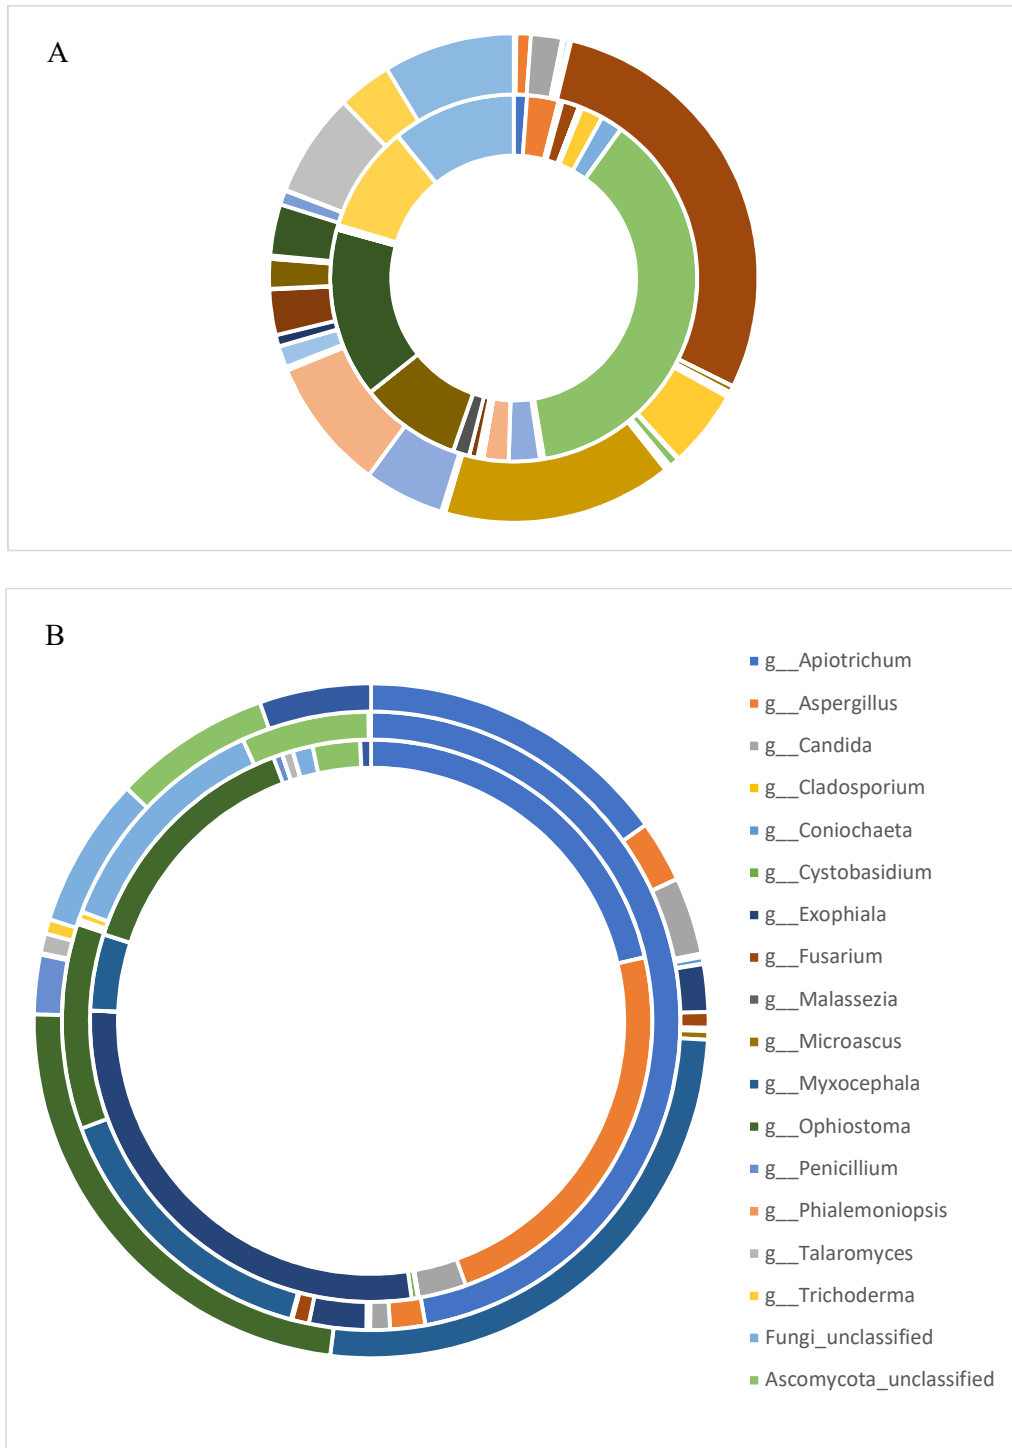 A
B
g__Apiotrichum
g__Aspergillus
g__Candida
g__Cladosporium
g__Coniochaeta
g__Cystobasidium
g__Exophiala
g__Fusarium
g__Malassezia
g__Microascus
g__Myxocephala
g__Ophiostoma
g__Penicillium
g__Phialemoniopsis
g__Talaromyces
g__Trichoderma
Fungi_unclassified
Ascomycota_unclassified